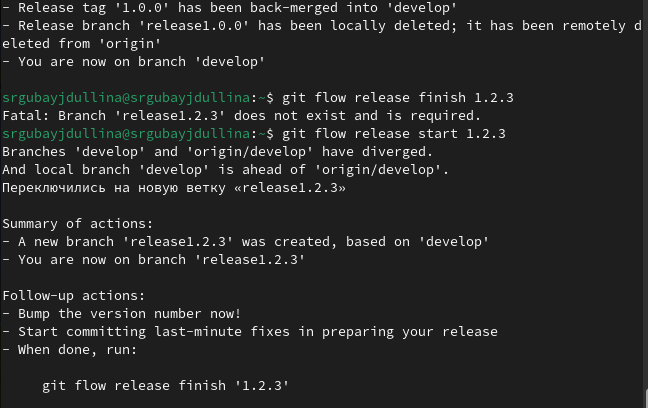 - Release tag '1.0.0' has been back-merged into 'develop'
- Release branch 'release1.0.0' has been locally deleted; it has been remotely d
eleted from 'origin'
- You are now on branch 'develop'
srgubayjdullina@srgubayjdullina:~$ git flow release finish 1.2.3
Fatal: Branch 'release1.2.3' does not exist and is required.
srgubayjdullina@srgubayjdullina:~$ git flow release start 1.2.3
Branches 'develop' and 'origin/develop' have diverged.
And local branch 'develop' is ahead of 'origin/develop'.
Переключились на новую ветку «release1.2.3»
Summary of actions:
- A new branch 'release1.2.3' was created, based on 'develop'
- You are now on branch 'release1.2.3'
Follow-up actions:
- Bump the version number now!
- Start committing last-minute fixes in preparing your release
- When done, run:
git flow release finish '1.2.3'